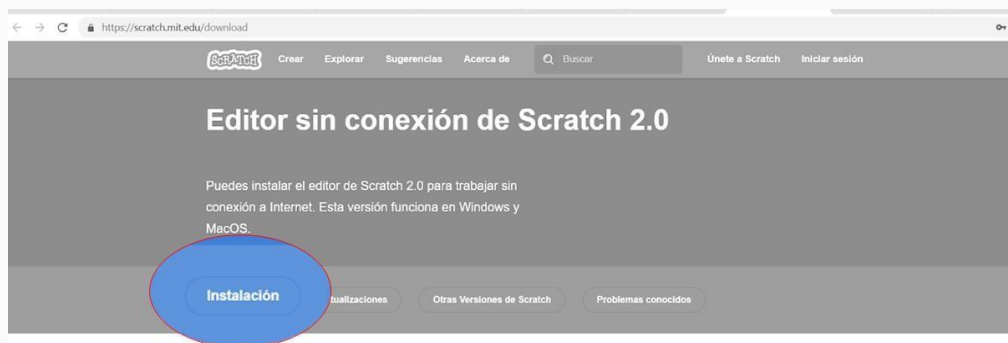 https://scratch.mit.edu/download
SCRATCH Crear Explorar Sugerencias Acerca de Buscar Únete a Scratch Iniciar sesión
Editor sin conexión de Scratch 2.0
Puedes instalar el editor de Scratch 2.0 para trabajar sin
conexión a Internet. Esta versión funciona en Windows y
MacOS.
Instalación tualizaciones Otras Versiones de Scratch Problemas conocidos